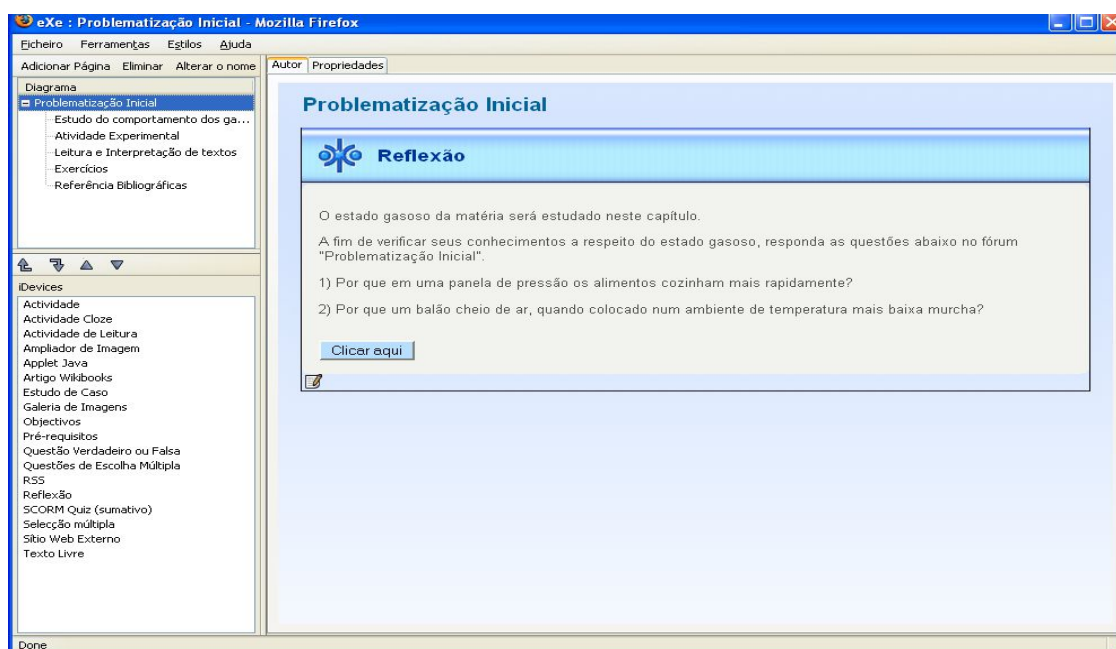 eXe : Problematização Inicial - Mozilla Firefox
Ficheiro Ferramentas Estilos Ajuda
Adicionar Página Eliminar Alterar o nome
Autor Propriedades
Diagrama
Problematização Inicial
Estudo do comportamento dos ga...
Atividade Experimental
Leitura e Interpretação de textos
Exercícios
Referência Bibliográficas
iDevices
Actividade
Actividade Cloze
Actividade de Leitura
Ampliador de Imagem
Applet Java
Artigo Wikibooks
Estudo de Caso
Galeria de Imagens
Objectivos
Pré-requisitos
Questão Verdadeiro ou Falsa
Questões de Escolha Múltipla
RSS
Reflexão
SCORM Quiz (sumativo)
Selecção múltipla
Sítio Web Externo
Texto Livre
Problematização Inicial
Reflexão
O estado gasoso da matéria será estudado neste capítulo.
A fim de verificar seus conhecimentos a respeito do estado gasoso, responda as questões abaixo no fórum
"Problematização Inicial".
1) Por que em uma panela de pressão os alimentos cozinham mais rapidamente?
2) Por que um balão cheio de ar, quando colocado num ambiente de temperatura mais baixa murcha?
Clicar aqui
Done